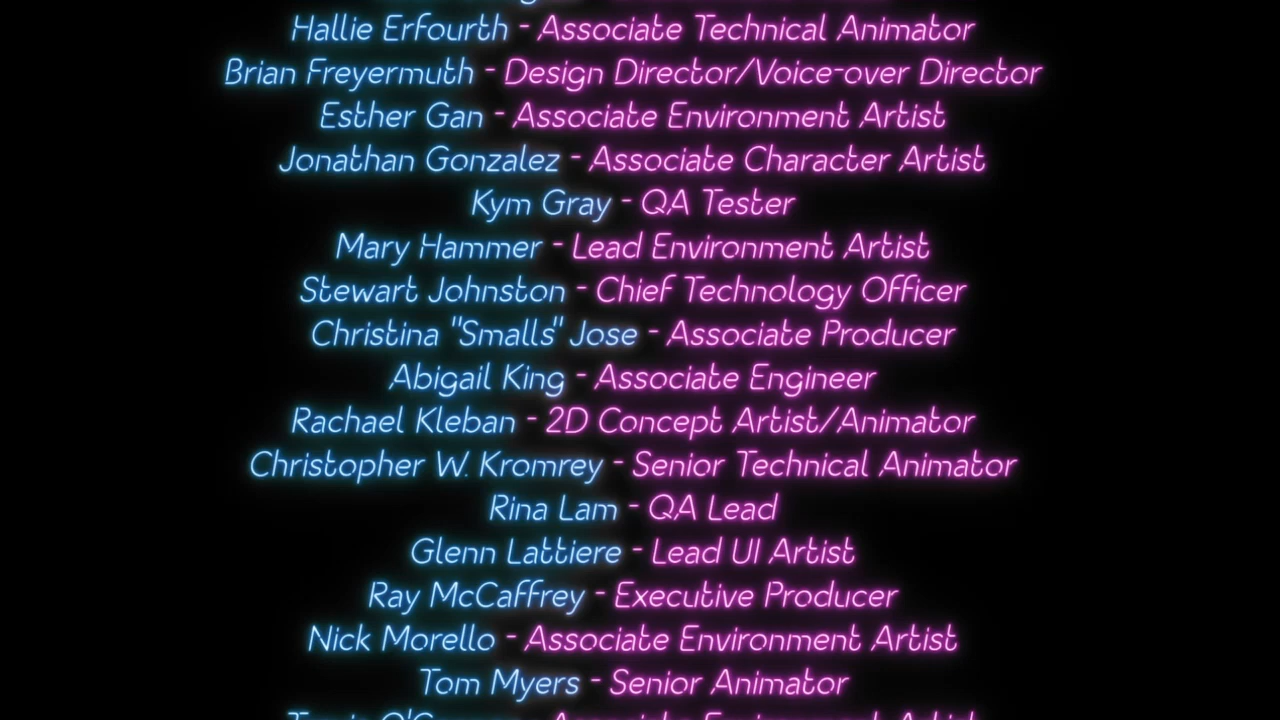 Hallie Erfourth - Associate Technical Animator
Brian Freyermuth - Design Director/Voice-over Director
Esther Gan - Associate Environment Artist
Jonathan Gonzalez - Associate Character Artist
Kym Gray - QA Tester
Mary Hammer - Lead Environment Artist
Stewart Johnston - Chief Technology Officer
Christina "Smalls" Jose - Associate Producer
Abigail King - Associate Engineer
Rachael Kleban - 2D Concept Artist/Animator
Christopher W. Kromrey - Senior Technical Animator
Rina Lam - QA Lead
Glenn Lattiere - Lead UI Artist
Ray McCaffrey - Executive Producer
Nick Morello - Associate Environment Artist
Tom Myers - Senior Animator
- Associate Environment Artist